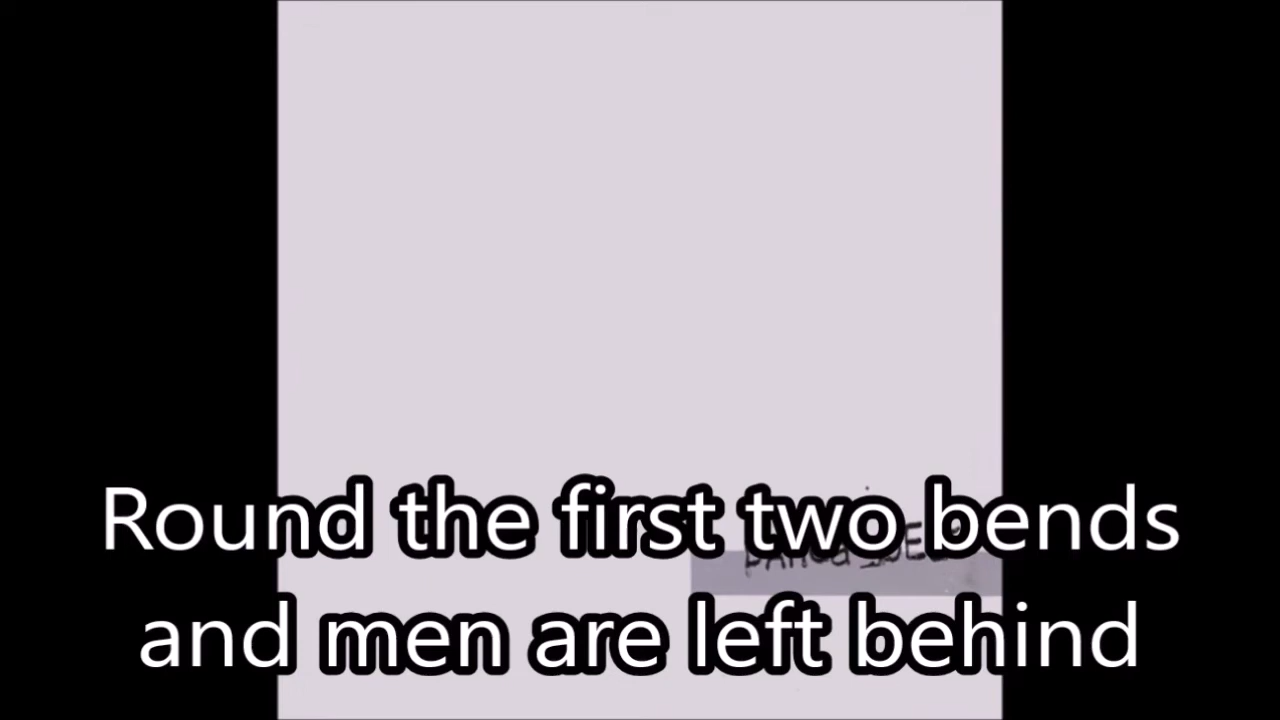 Round the first two bends
and men are left behind